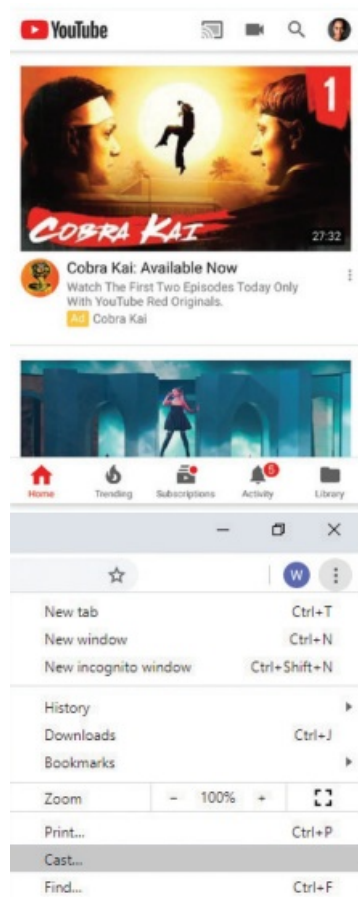 YouTube
1
COBRA KAI
27:32
Cobra Kai: Available Now
Watch The First Two Episodes Today Only
With YouTube Red Originals.
Ad Cobra Kai
5
Home Trending Subscriptions Activity Library
W
New tab Ctrl+T
New window Ctrl+N
New incognito window Ctrl+Shift+N
History
Downloads Ctrl+J
Bookmarks
Zoom - 100% +
Print... Ctrl+P
Cast...
Find... Ctrl+F